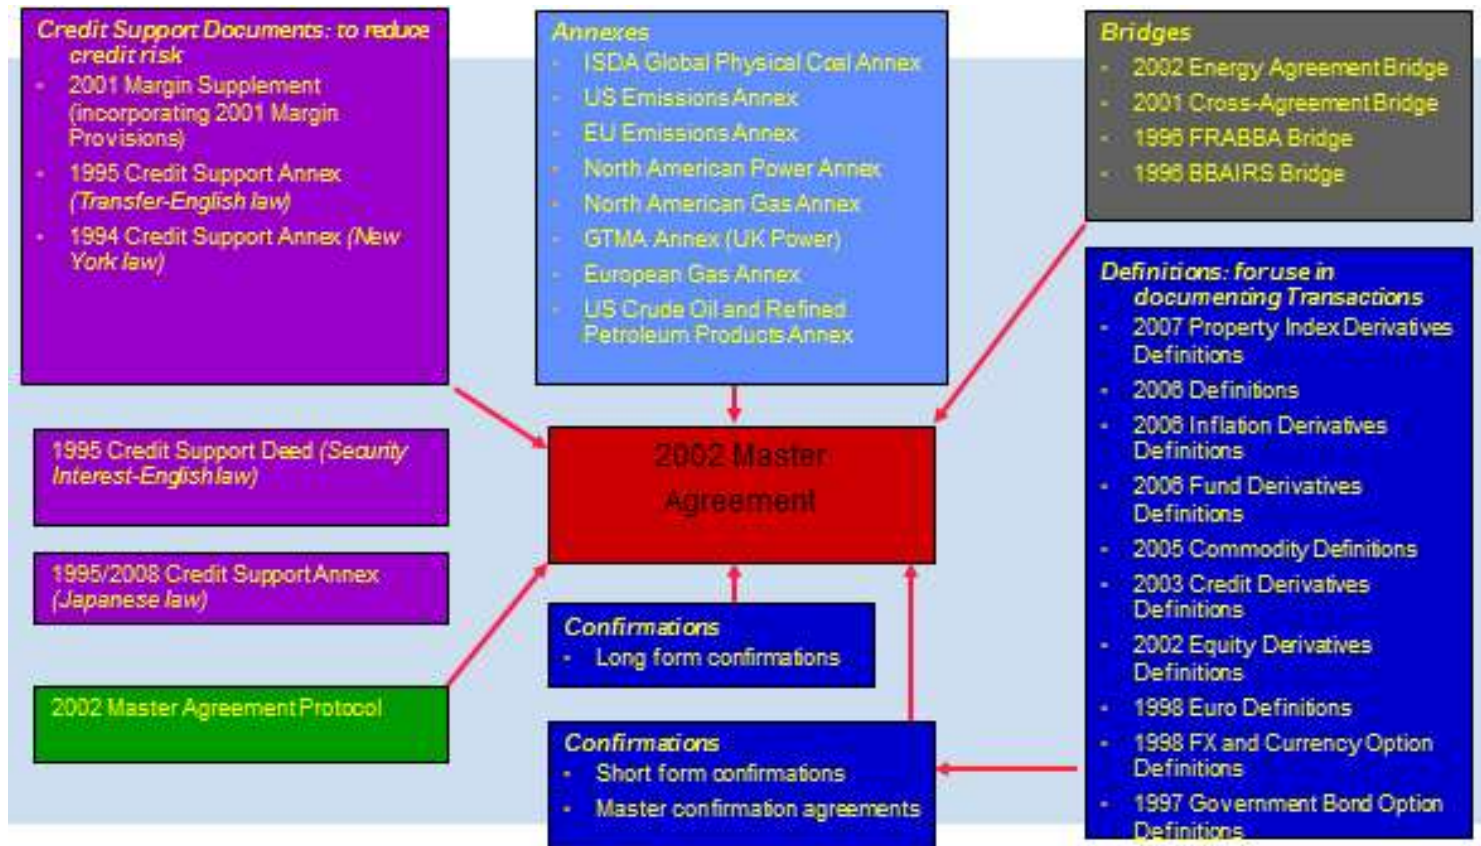 Credit Support Documents: to reduce
credit risk
- 2001 Margin Supplement
(incorporating 2001 Margin
Provisions)
- 1995 Credit Support Annex
(Transfer-English law)
- 1994 Credit Support Annex (New
York law)
1995 Credit Support Deed (Security
Interest-English law)
1995/2008 Credit Support Annex
(Japanese law)
2002 Master Agreement Protocol
Annexes
- ISDA Global Physical Coal Annex
- US Emissions Annex
- EU Emissions Annex
- North American Power Annex
- North American Gas Annex
- GTMA Annex (UK Power)
- European Gas Annex
- US Crude Oil and Refined
Petroleum Products Annex
2002 Master
Agreement
Confirmations
- Long form confirmations
Confirmations
- Short form confirmations
- Master confirmation agreements
Bridges
- 2002 Energy Agreement Bridge
- 2001 Cross-Agreement Bridge
- 1996 FRABBA Bridge
- 1996 BBAIRS Bridge
Definitions: for use in
documenting Transactions
- 2007 Property Index Derivatives
Definitions
- 2006 Definitions
- 2006 Inflation Derivatives
Definitions
- 2006 Fund Derivatives
Definitions
- 2005 Commodity Definitions
- 2003 Credit Derivatives
Definitions
- 2002 Equity Derivatives
Definitions
- 1998 Euro Definitions
- 1998 FX and Currency Option
Definitions
- 1997 Government Bond Option
Definitions